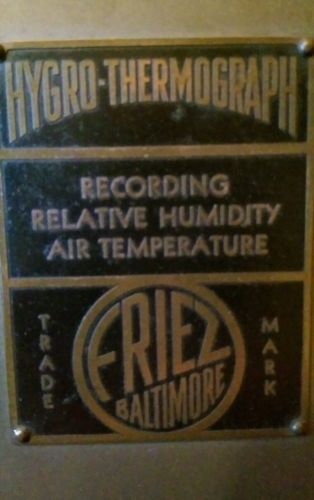 HYGRO-THERMOGRAPH
RECORDING
RELATIVE HUMIDITY
AIR TEMPERATURE
TRADE
FRIEZ
BALTIMORE
MARK